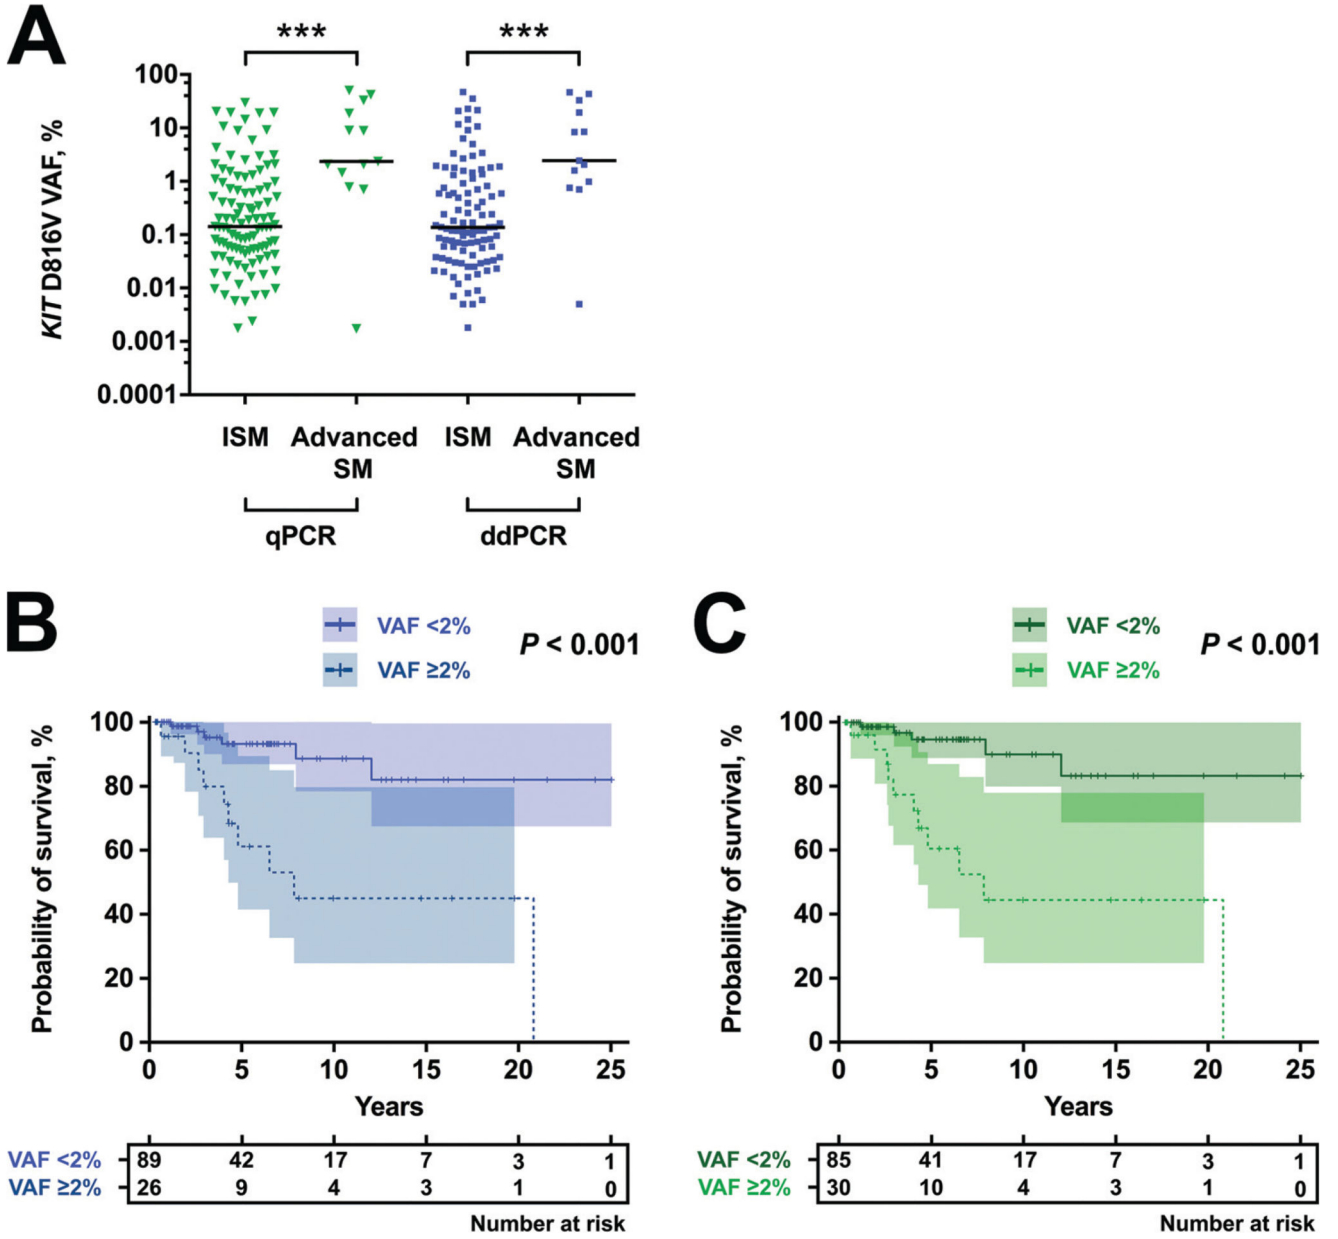 A
*** ***
100
10
1
0.1
0.01
0.001
0.0001
KIT D816V VAF, %
ISM Advanced SM ISM Advanced SM
qPCR ddPCR
B
VAF <2%
VAF ≥2%
P < 0.001
100
80
60
40
20
0
Probability of survival, %
0 5 10 15 20 25
Years
VAF <2% 89 42 17 7 3 1
VAF ≥2% 26 9 4 3 1 0
Number at risk
C
VAF <2%
VAF ≥2%
P < 0.001
100
80
60
40
20
0
Probability of survival, %
0 5 10 15 20 25
Years
VAF <2% 85 41 17 7 3 1
VAF ≥2% 30 10 4 3 1 0
Number at risk